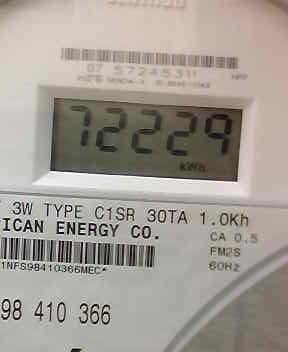 07 57245311
72229
kWh
3W TYPE C1SR 30TA 1.0Kh
ICAN ENERGY CO.
CA 0.5
FM2S
60Hz
1NFS98410366MEC*
98 410 366